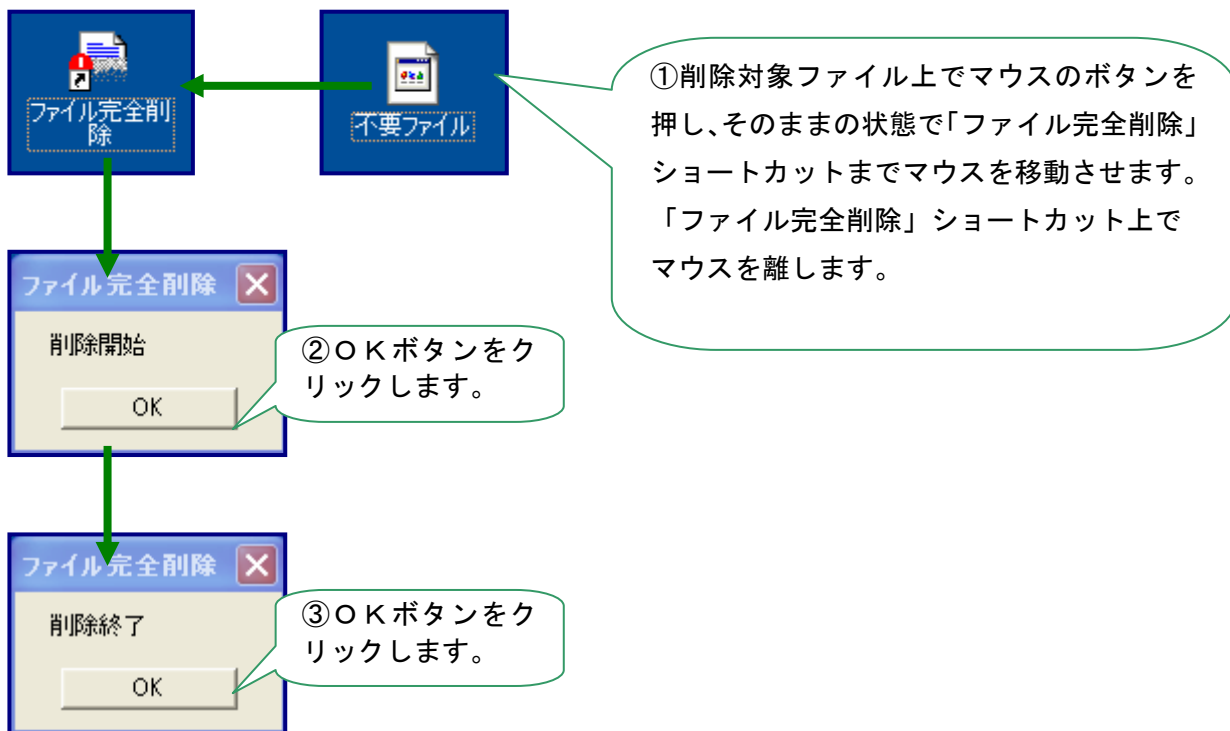 ファイル完全削
除
不要ファイル
①削除対象ファイル上でマウスのボタンを
押し、そのままの状態で「ファイル完全削除」
ショートカットまでマウスを移動させます。
「ファイル完全削除」ショートカット上で
マウスを離します。
ファイル完全削除
削除開始
OK
②ＯＫボタンをク
リックします。
ファイル完全削除
削除終了
OK
③ＯＫボタンをク
リックします。